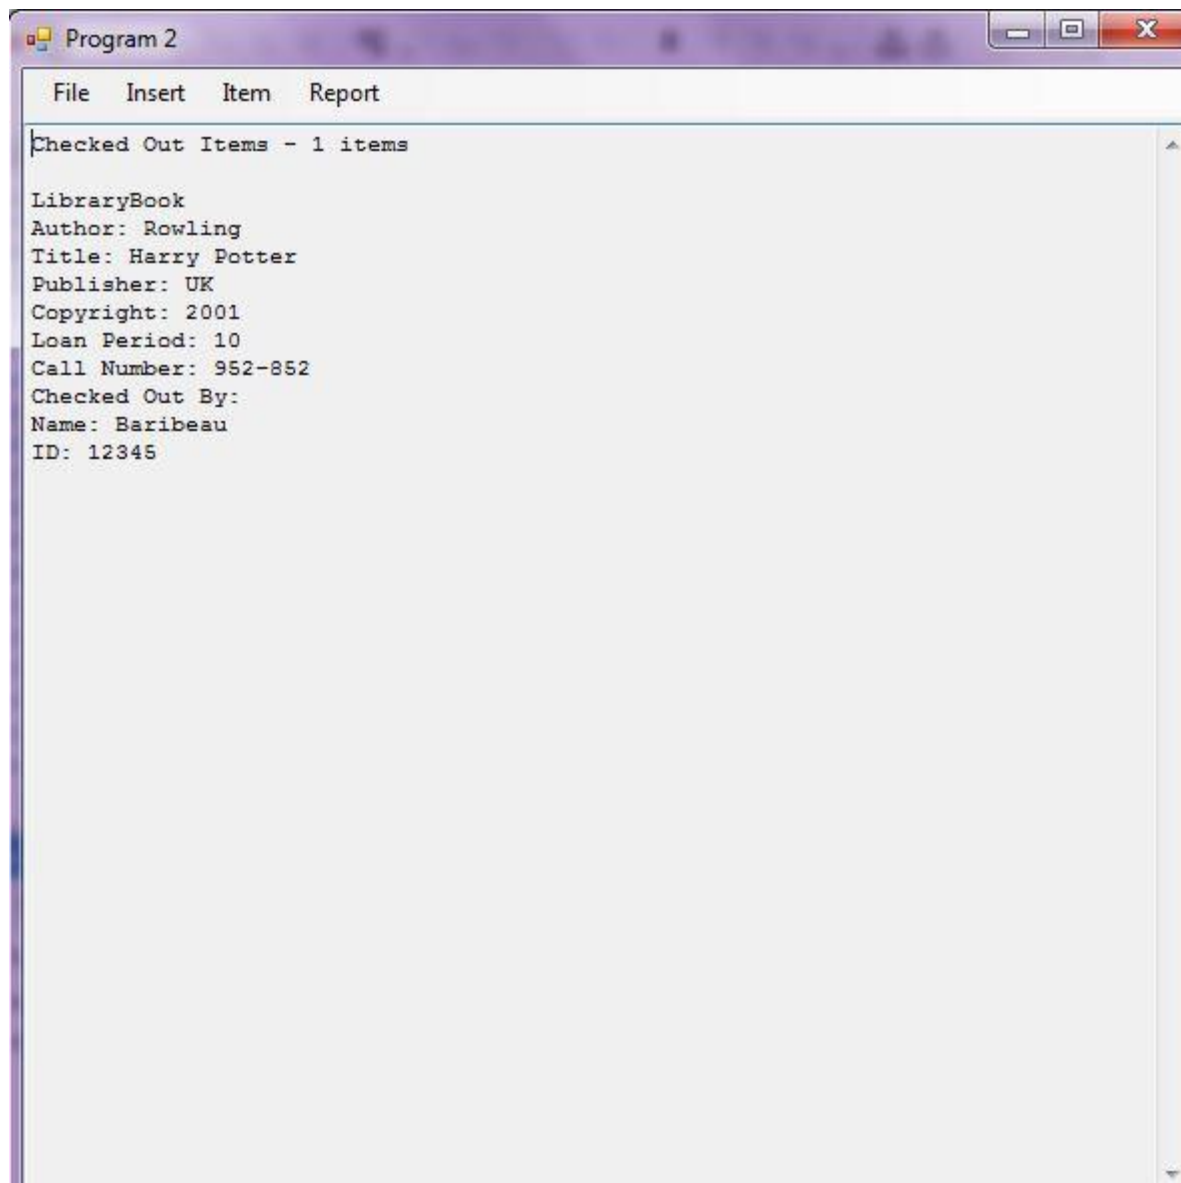 Program 2
File Insert Item Report
Checked Out Items - 1 items
LibraryBook
Author: Rowling
Title: Harry Potter
Publisher: UK
Copyright: 2001
Loan Period: 10
Call Number: 952-852
Checked Out By:
Name: Baribeau
ID: 12345